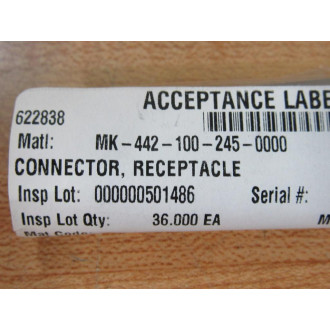 ACCEPTANCE LABE
622838
Matl: MK-442-100-245-0000
CONNECTOR, RECEPTACLE
Insp Lot: 000000501486 Serial #:
Insp Lot Qty: 36.000 EA M